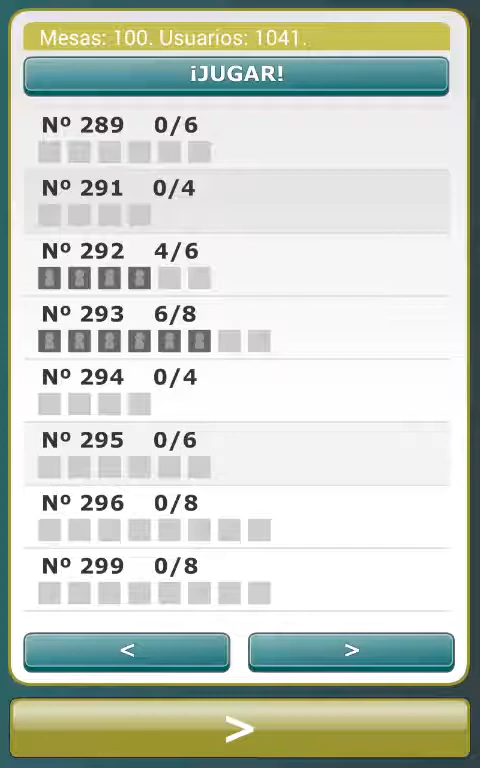 Mesas: 100. Usuarios: 1041.
¡JUGAR!
Nº 289 0/6
Nº 291 0/4
Nº 292 4/6
Nº 293 6/8
Nº 294 0/4
Nº 295 0/6
Nº 296 0/8
Nº 299 0/8
< >
>